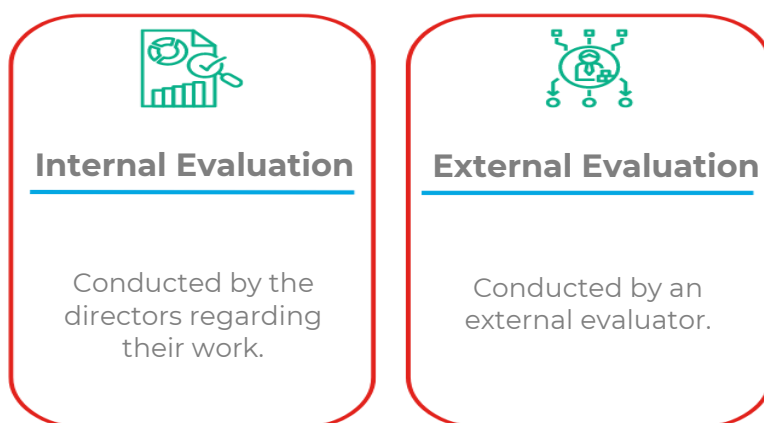 Internal Evaluation
Conducted by the
directors regarding
their work.
External Evaluation
Conducted by an
external evaluator.